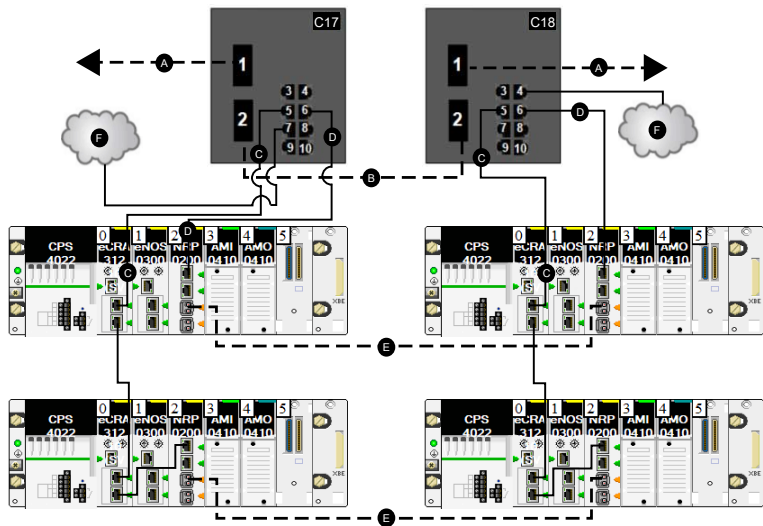 C17
C18
1
1
A
A
3 4
3 4
5 6
5 6
2
2
7 8
7 8
9 10
9 10
F
F
C
D
C
D
B
0 1 2 3 4 5
0 1 2 3 4 5
D
CPS 4022
eCRA 312
eNOS 0300
NRP 0200
AMI 0410
AMO 0410
CPS 4022
eCRA 312
eNOS 0300
NRP 0200
AMI 0410
AMO 0410
C
C
S
S
XBE
XBE
E
0 1 2 3 4 5
0 1 2 3 4 5
CPS 4022
eCRA 312
eNOS 0300
NRP 0200
AMI 0410
AMO 0410
CPS 4022
eCRA 312
eNOS 0300
NRP 0200
AMI 0410
AMO 0410
S
S
XBE
XBE
E